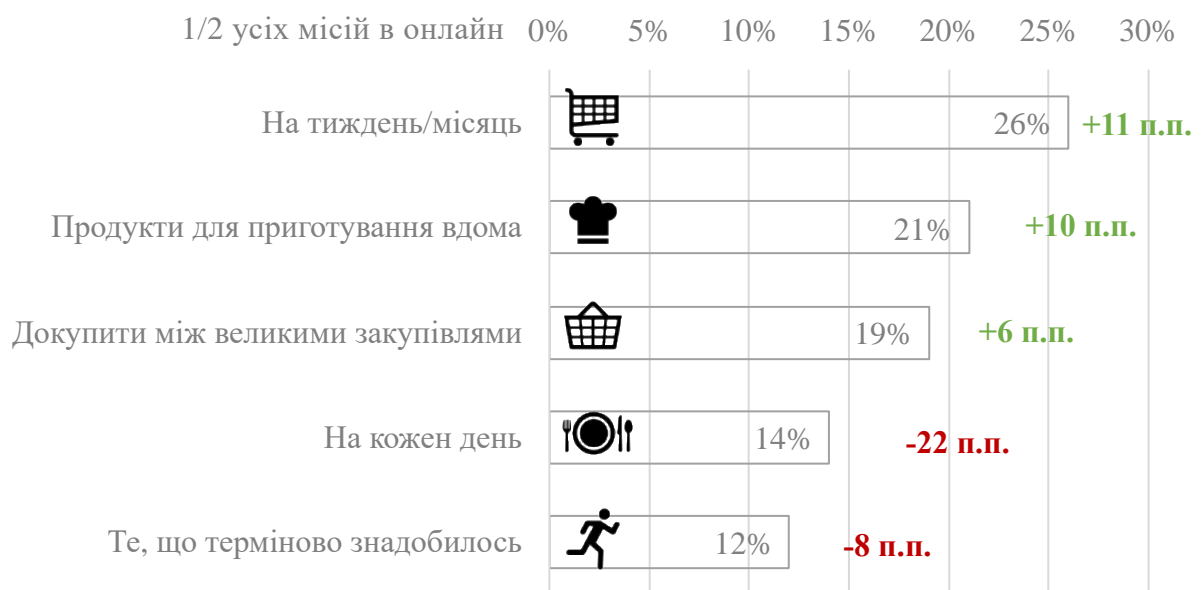 1/2 усіх місій в онлайн 0% 5% 10% 15% 20% 25% 30%
На тиждень/місяць 26% +11 п.п.
Продукти для приготування вдома 21% +10 п.п.
Докупити між великими закупівлями 19% +6 п.п.
На кожен день 14% -22 п.п.
Те, що терміново знадобилось 12% -8 п.п.